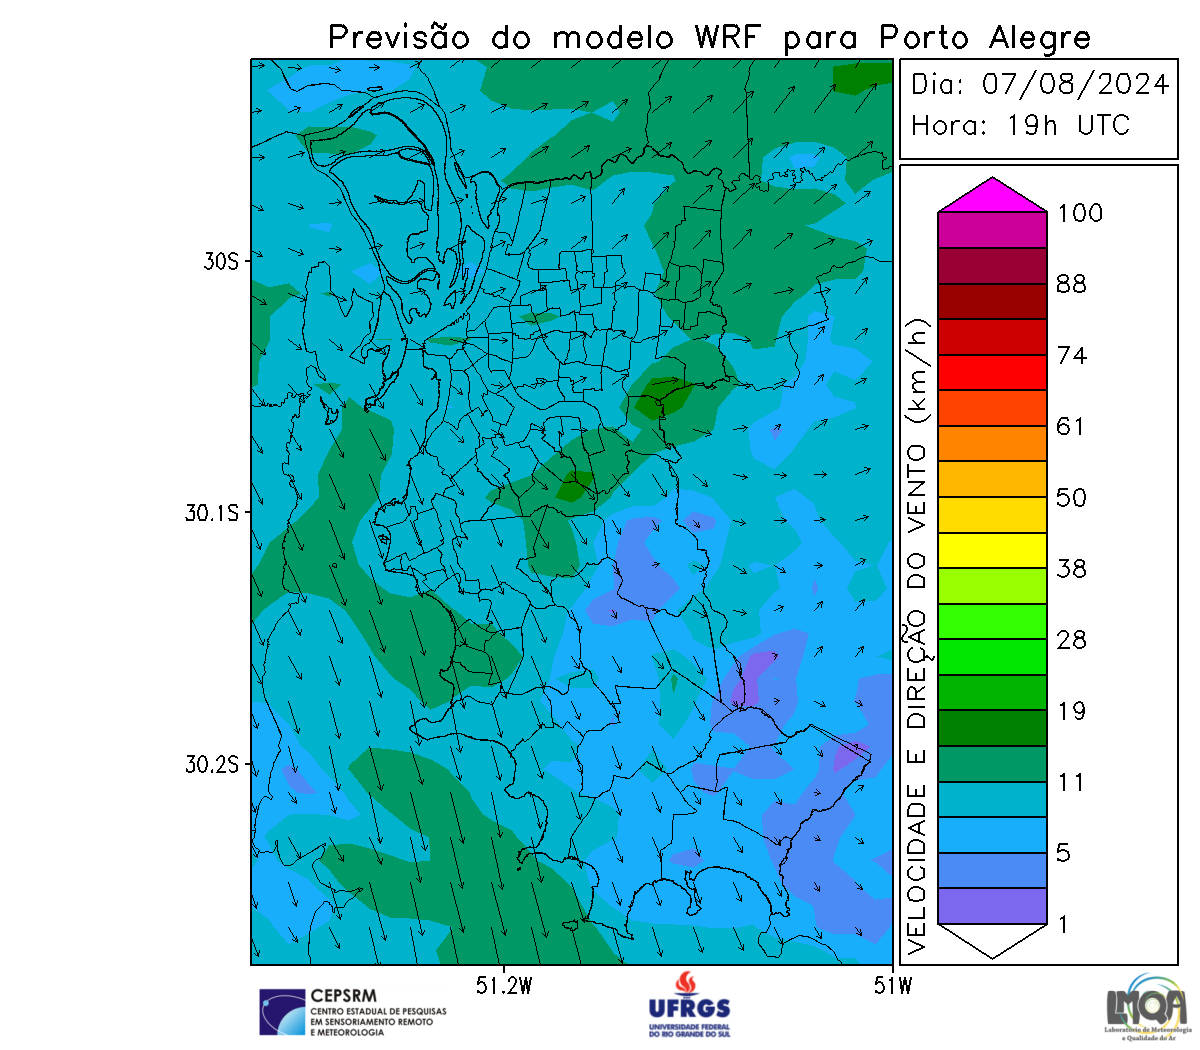 Previsão do modelo WRF para Porto Alegre
Dia: 07/08/2024
Hora: 19h UTC
30S
30.1S
30.2S
51.2W
51W
VELOCIDADE E DIREÇÃO DO VENTO (km/h)
100
88
74
61
50
38
28
19
11
5
1
CEPSRM
CENTRO ESTADUAL DE PESQUISAS
EM SENSORIAMENTO REMOTO
E METEOROLOGIA
UFRGS
UNIVERSIDADE FEDERAL
DO RIO GRANDE DO SUL
LMQA
Laboratório de Meteorologia
e Qualidade do Ar